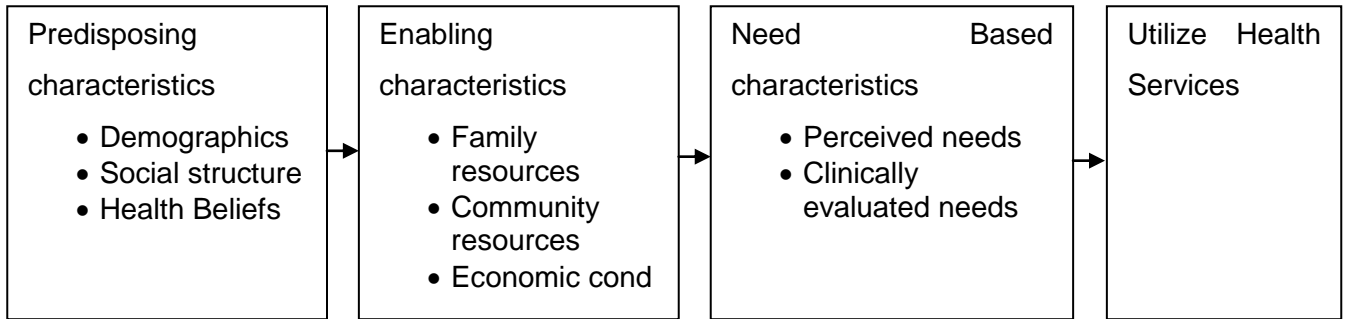 Predisposing
characteristics
• Demographics
• Social structure
• Health Beliefs
Enabling
characteristics
• Family
resources
• Community
resources
• Economic cond
Need Based
characteristics
• Perceived needs
• Clinically
evaluated needs
Utilize Health
Services